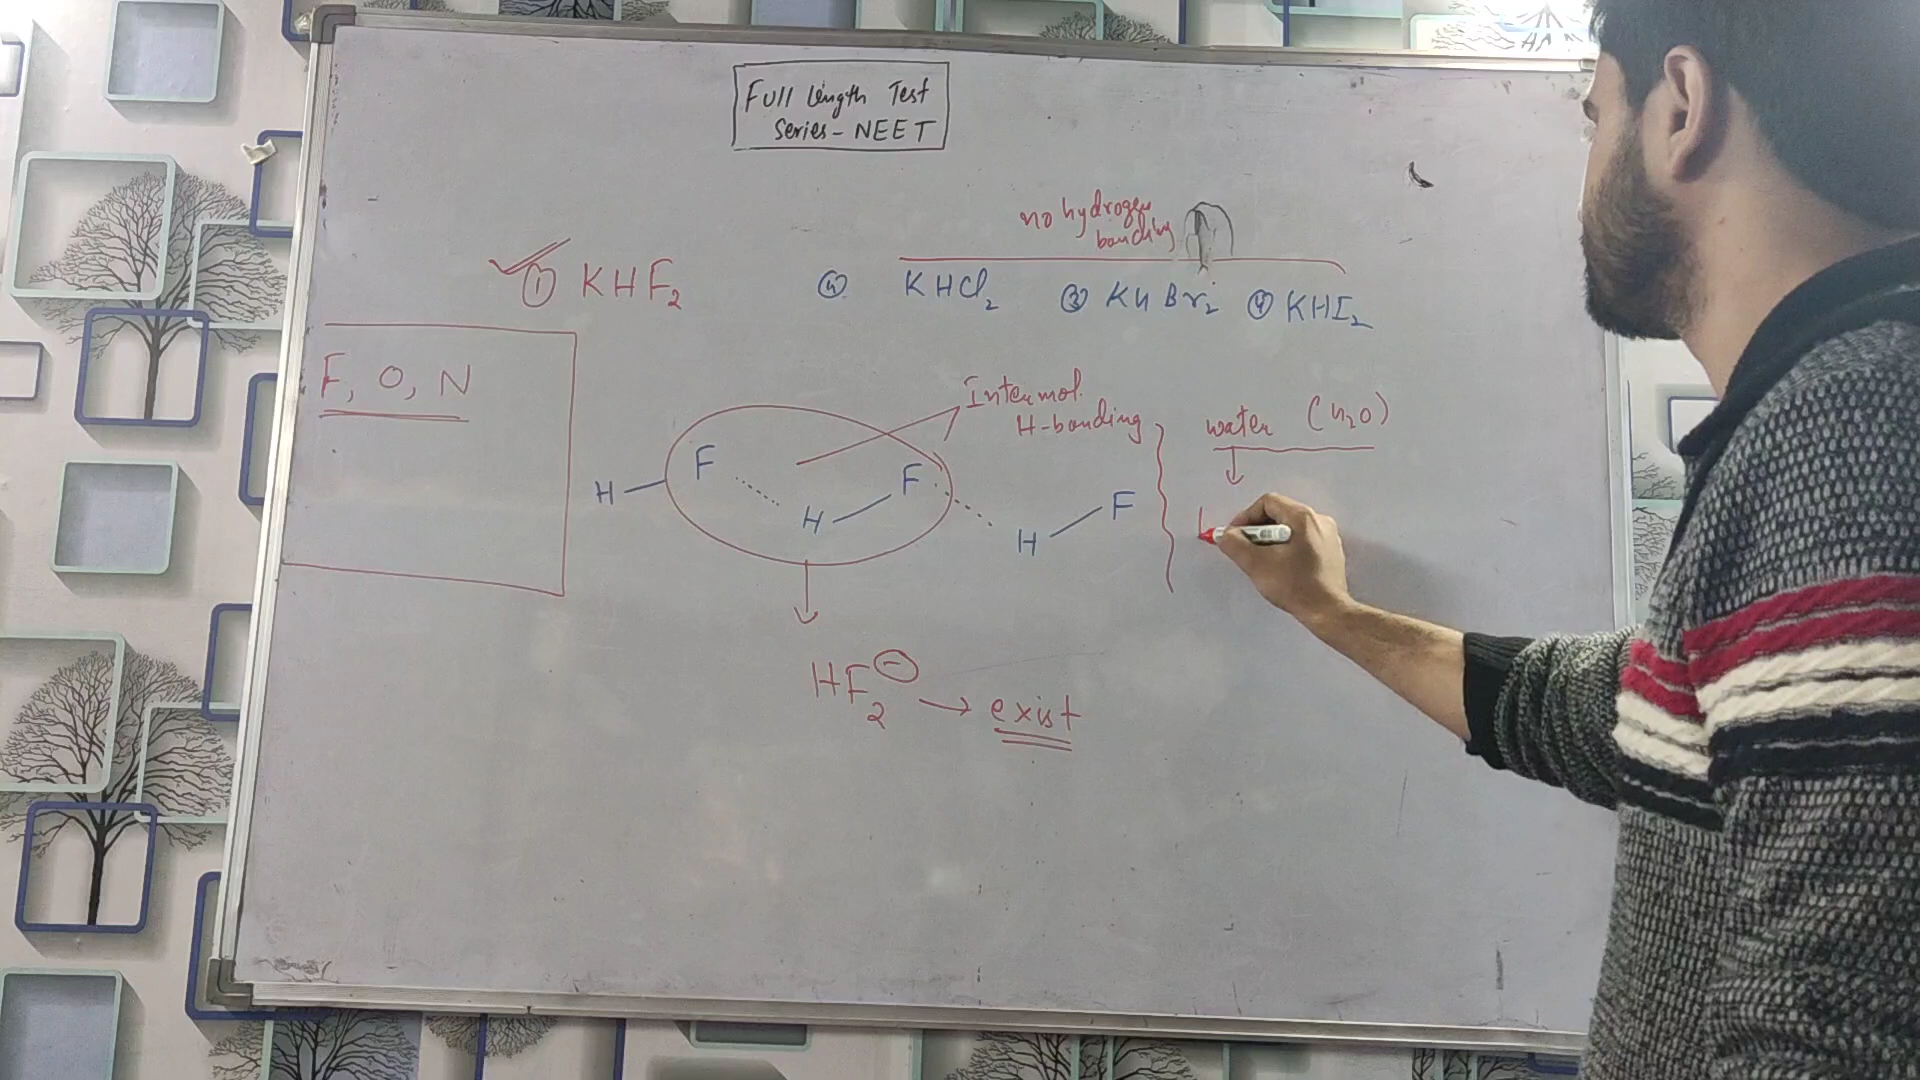 Full Length Test
Series - NEET
no hydrogen
bonding
① KHF₂
KHCl₂ ③ KHBr₂ ④ KHI₂
F, O, N
Intermol.
H-bonding
water (H₂O)
H F H F H F
HF₂⊖ → exist